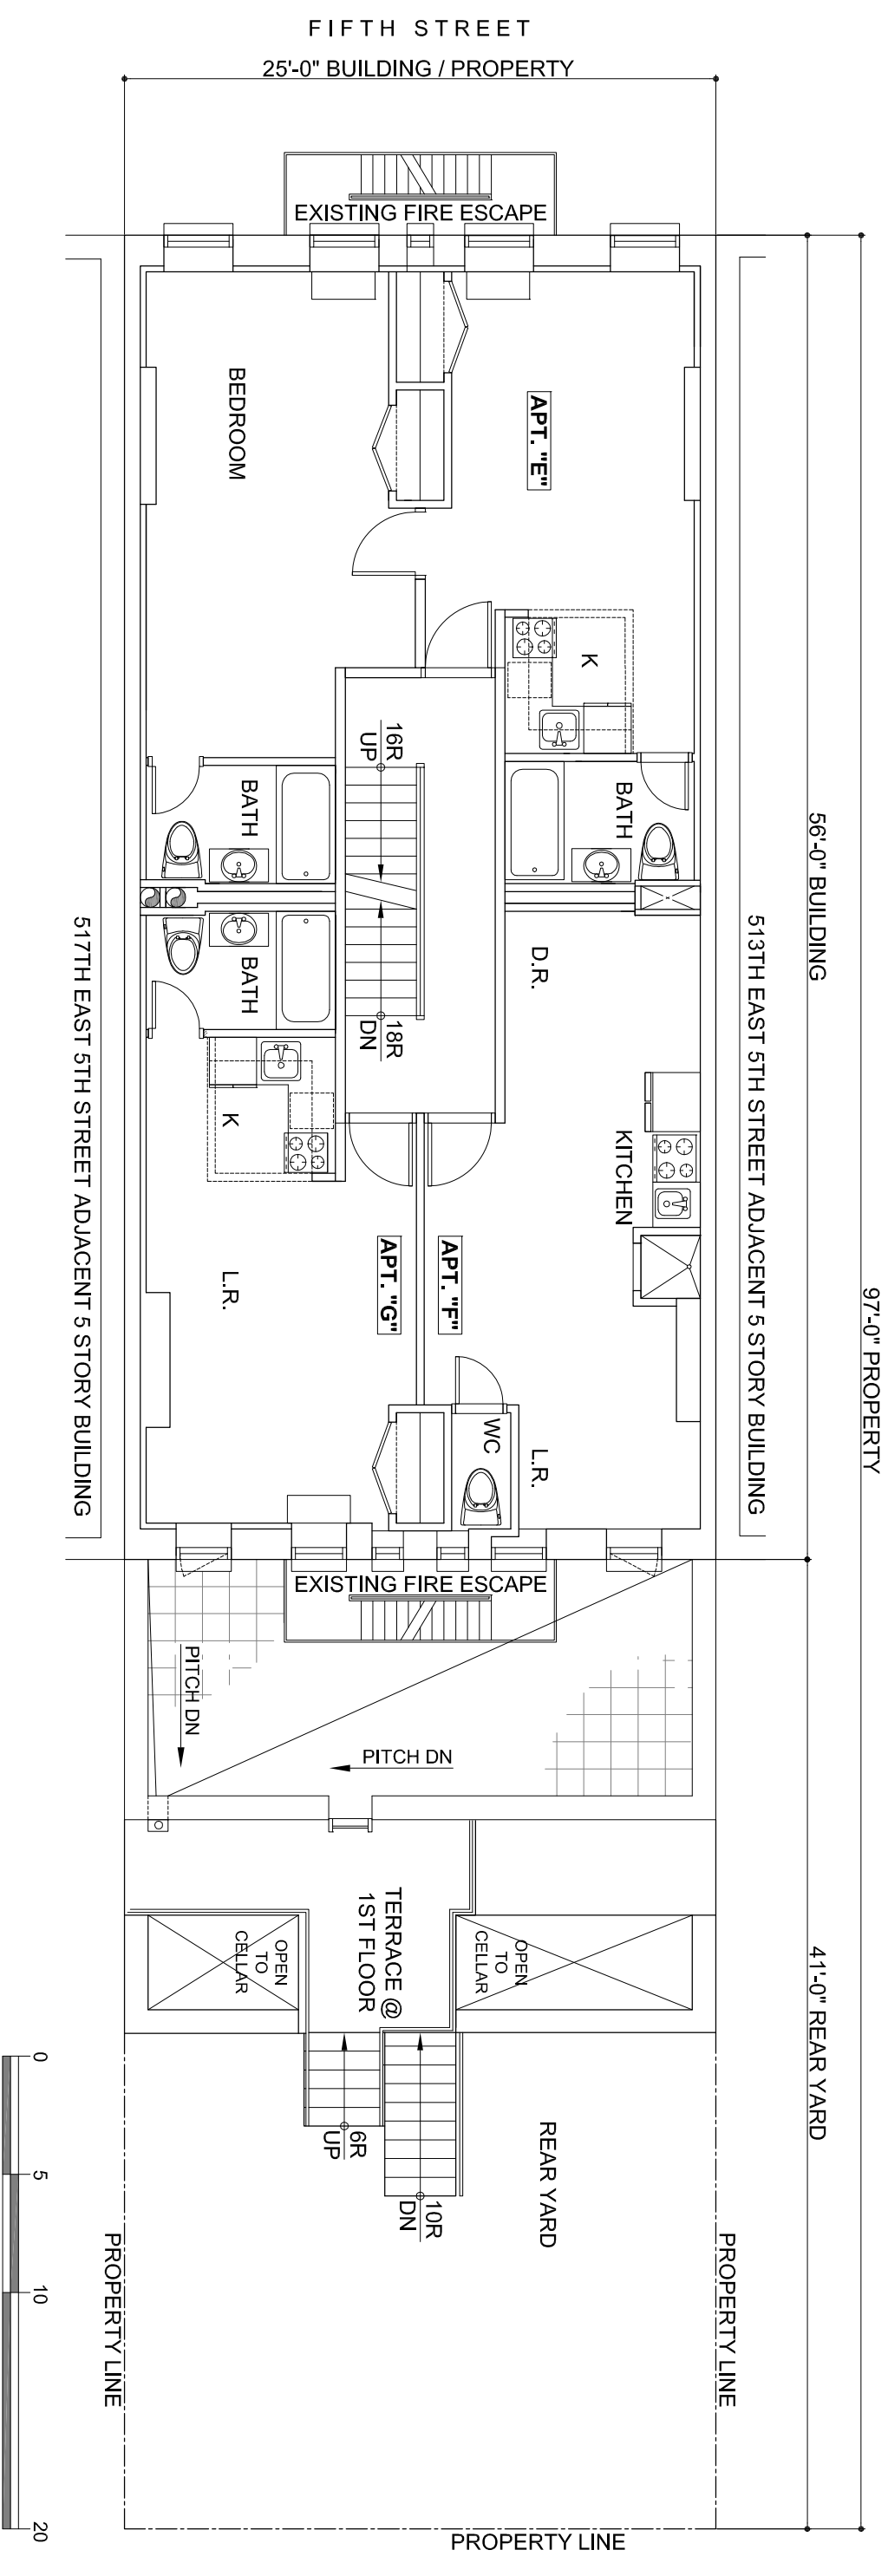 FIFTH STREET
25'-0" BUILDING / PROPERTY
EXISTING FIRE ESCAPE
BEDROOM
APT. "E"
K
16R
UP
BATH
BATH
56'-0" BUILDING
513TH EAST 5TH STREET ADJACENT 5 STORY BUILDING
517TH EAST 5TH STREET ADJACENT 5 STORY BUILDING
97'-0" PROPERTY
BATH
D.R.
18R
DN
K
KITCHEN
L.R.
APT. "G"
APT. "F"
WC
L.R.
EXISTING FIRE ESCAPE
PITCH DN
PITCH DN
TERRACE @
1ST FLOOR
OPEN
TO
CELLAR
OPEN
TO
CELLAR
41'-0" REAR YARD
6R
UP
10R
DN
REAR YARD
PROPERTY LINE
PROPERTY LINE
PROPERTY LINE
0
5
10
20